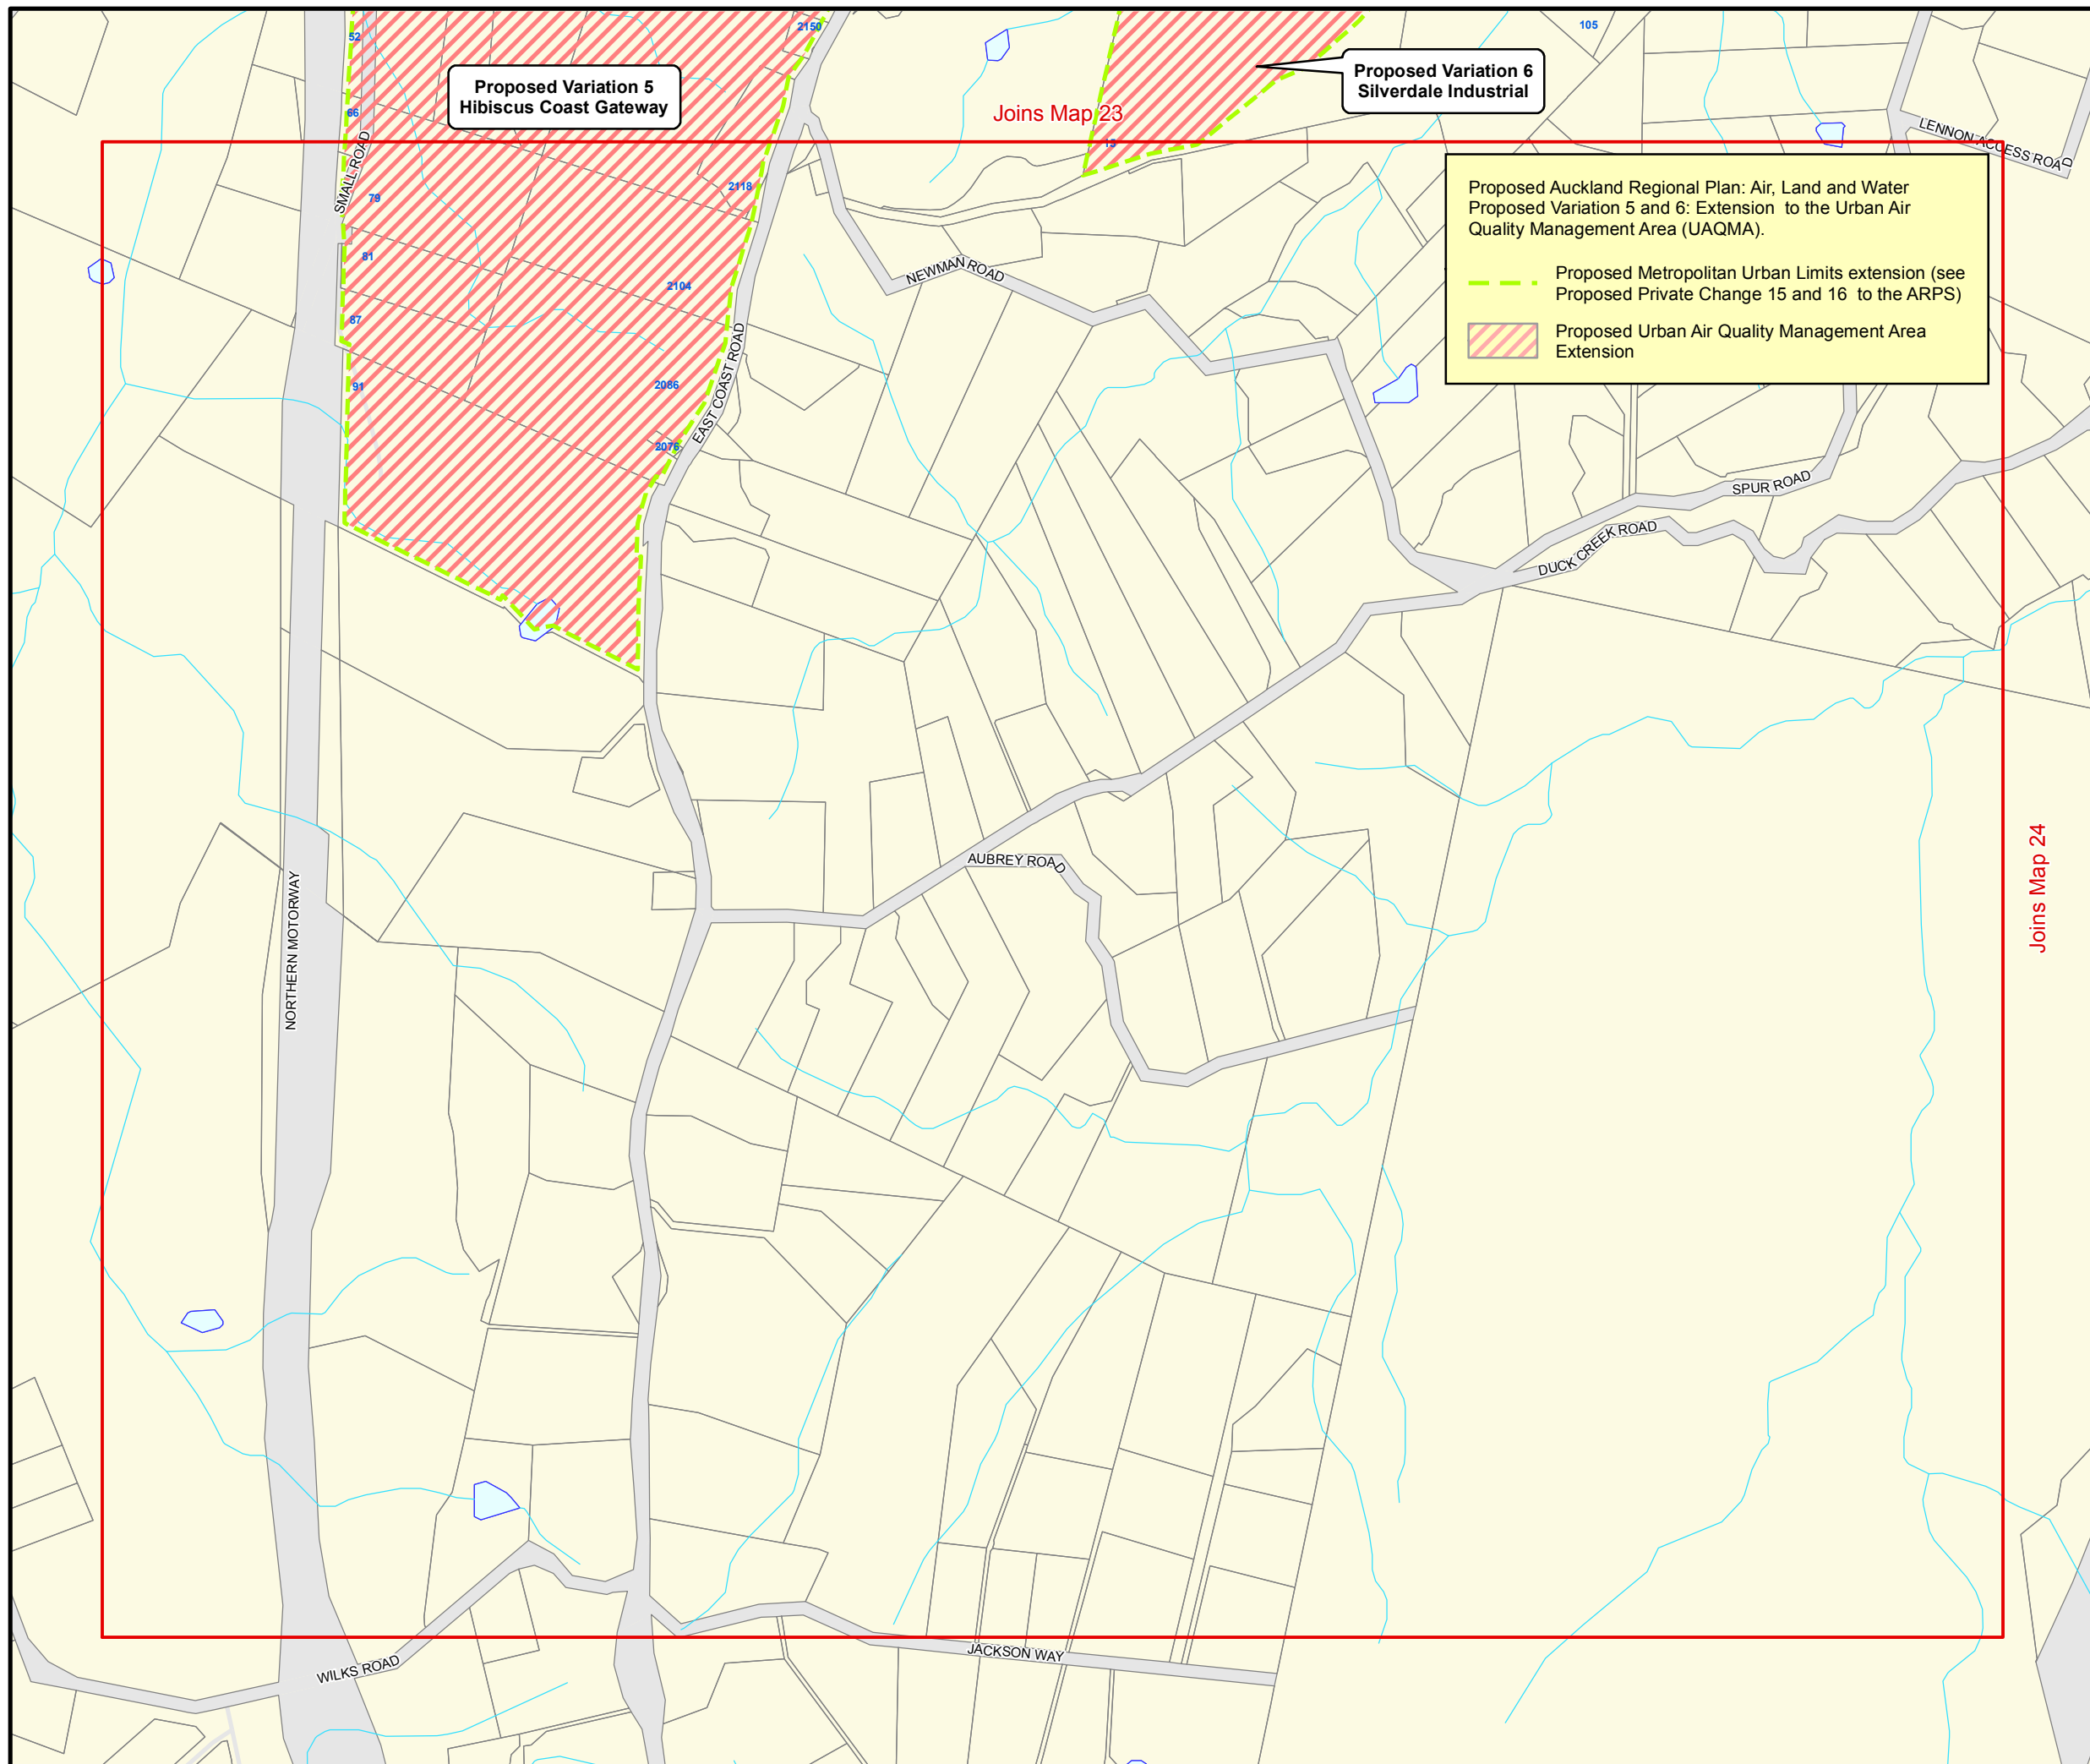 52
2150
105
Proposed Variation 5
Hibiscus Coast Gateway
Proposed Variation 6
Silverdale Industrial
66
Joins Map 23
13
LENNON ACCESS ROAD
SMALL ROAD
79
2118
Proposed Auckland Regional Plan: Air, Land and Water
Proposed Variation 5 and 6: Extension to the Urban Air
Quality Management Area (UAQMA).
81
2104
NEWMAN ROAD
Proposed Metropolitan Urban Limits extension (see
Proposed Private Change 15 and 16 to the ARPS)
87
Proposed Urban Air Quality Management Area
Extension
91
2086
EAST COAST ROAD
2076
SPUR ROAD
DUCK CREEK ROAD
AUBREY ROAD
Joins Map 24
NORTHERN MOTORWAY
WILKS ROAD
JACKSON WAY